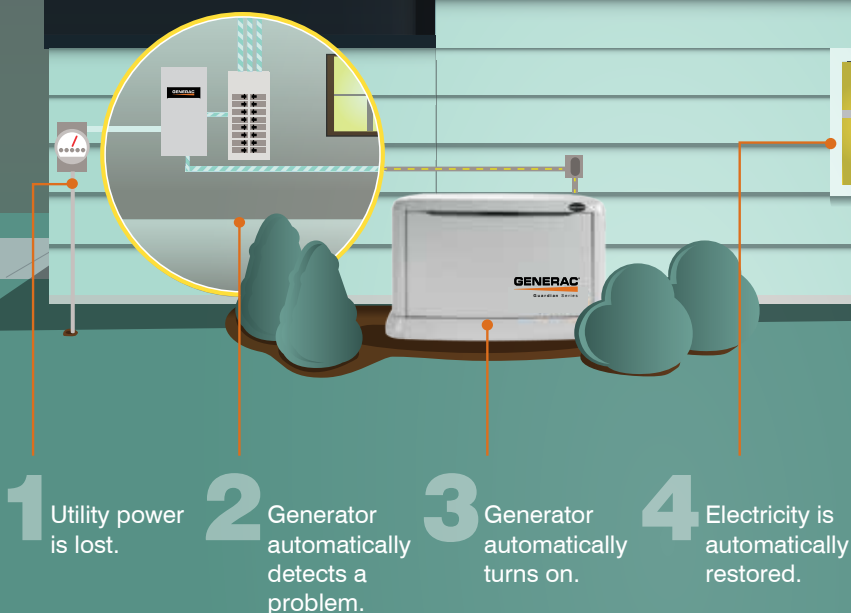 GENERAC
GENERAC
Guardian Series
1
Utility power
is lost.
2
Generator
automatically
detects a
problem.
3
Generator
automatically
turns on.
4
Electricity is
automatically
restored.